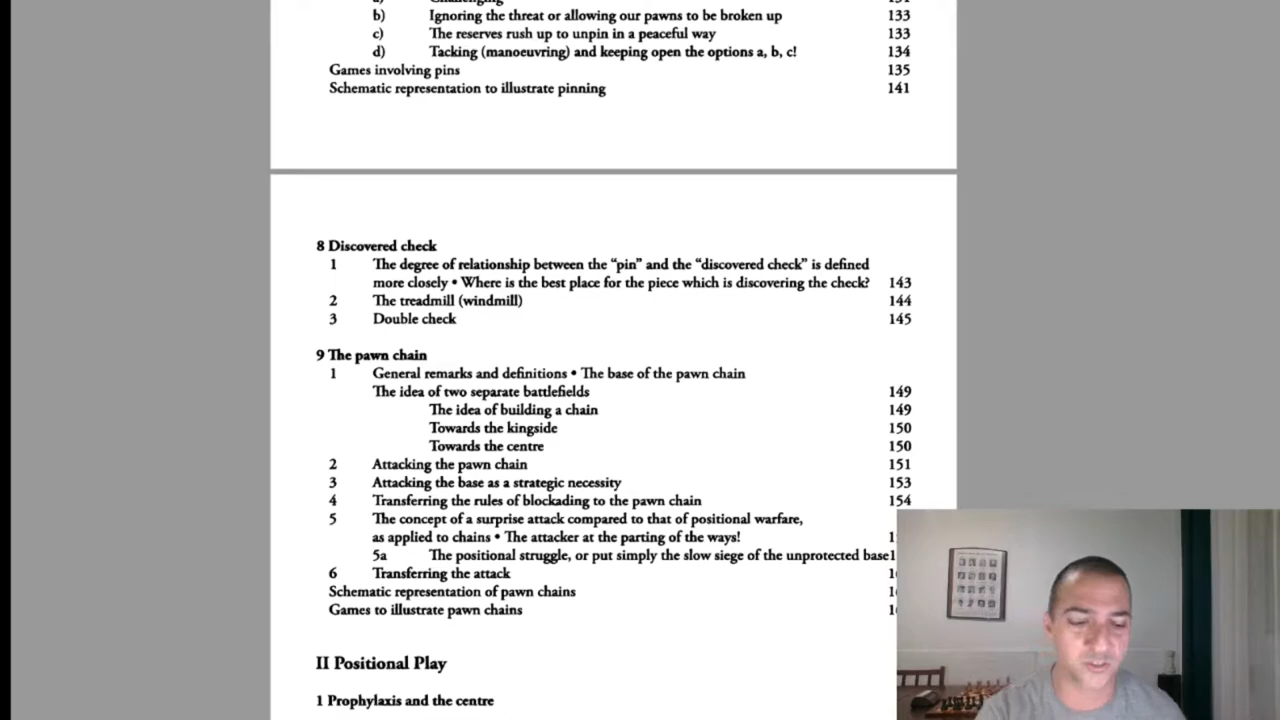 b) Ignoring the threat or allowing our pawns to be broken up 133
c) The reserves rush up to unpin in a peaceful way 133
d) Tacking (manoeuvring) and keeping open the options a, b, c! 134
Games involving pins 135
Schematic representation to illustrate pinning 141
8 Discovered check
1 The degree of relationship between the “pin” and the “discovered check” is defined
more closely • Where is the best place for the piece which is discovering the check? 143
2 The treadmill (windmill) 144
3 Double check 145
9 The pawn chain
1 General remarks and definitions • The base of the pawn chain
The idea of two separate battlefields 149
The idea of building a chain 149
Towards the kingside 150
Towards the centre 150
2 Attacking the pawn chain 151
3 Attacking the base as a strategic necessity 153
4 Transferring the rules of blockading to the pawn chain 154
5 The concept of a surprise attack compared to that of positional warfare,
as applied to chains • The attacker at the parting of the ways!
5a The positional struggle, or put simply the slow siege of the unprotected base
6 Transferring the attack
Schematic representation of pawn chains
Games to illustrate pawn chains
II Positional Play
1 Prophylaxis and the centre